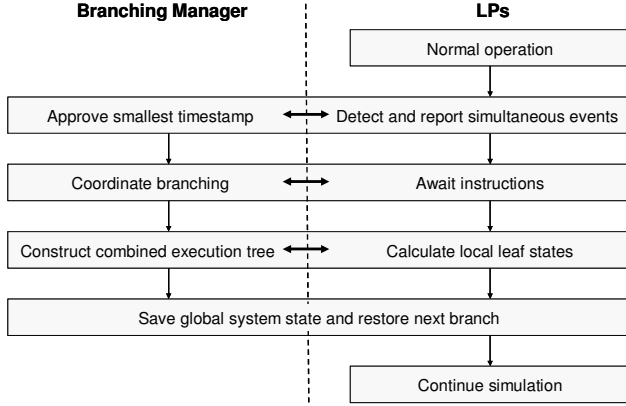 Branching Manager
LPs
Normal operation
Approve smallest timestamp
Detect and report simultaneous events
Coordinate branching
Await instructions
Construct combined execution tree
Calculate local leaf states
Save global system state and restore next branch
Continue simulation